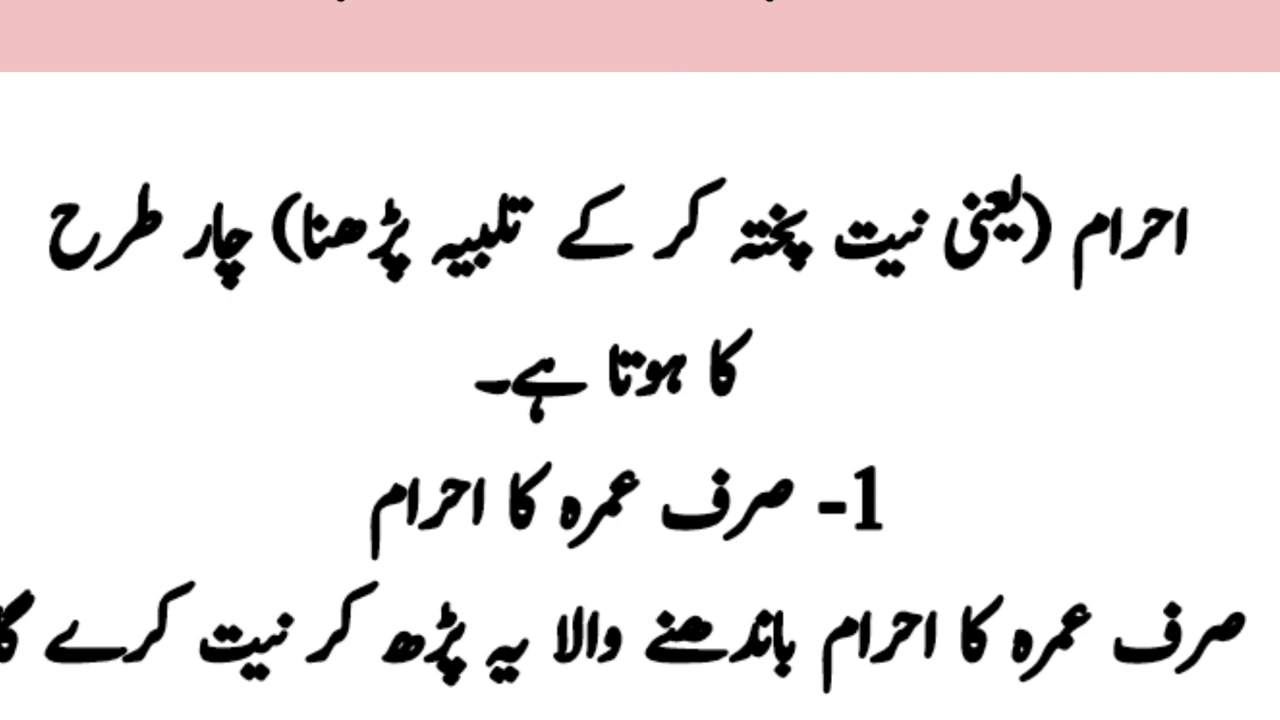 احرام (یعنی نیت پختہ کر کے تلبیہ پڑھنا) چار طرح
کا ہوتا ہے۔
1- صرف عمرہ کا احرام
صرف عمرہ کا احرام باندھنے والا یہ پڑھ کر نیت کرے گا